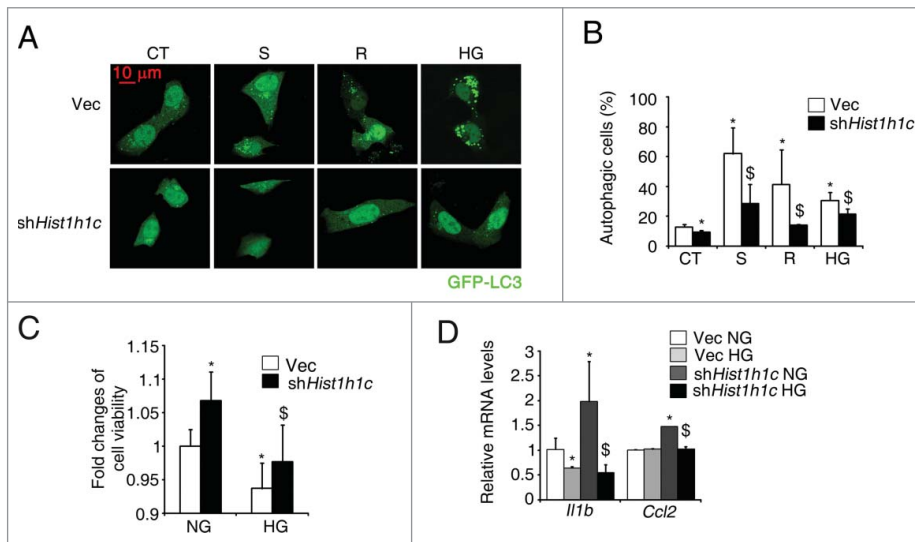 A
CT S R HG
10 μm
Vec
shHist1h1c
GFP-LC3
B
Autophagic cells (%)
100
80
60
40
20
0
Vec
shHist1h1c
* * $ * $ * $
CT S R HG
C
Fold changes of
cell viability
1.15
1.1
1.05
1
0.95
0.9
Vec
shHist1h1c
* * $
NG HG
D
Relative mRNA levels
3
2.5
2
1.5
1
0.5
0
Vec NG
Vec HG
shHist1h1c NG
shHist1h1c HG
* * $ * $
Il1b Ccl2